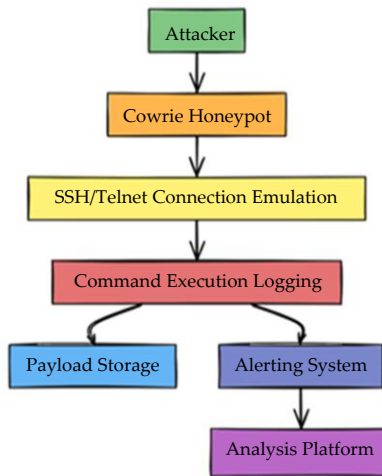 Attacker
Cowrie Honeypot
SSH/Telnet Connection Emulation
Command Execution Logging
Payload Storage
Alerting System
Analysis Platform